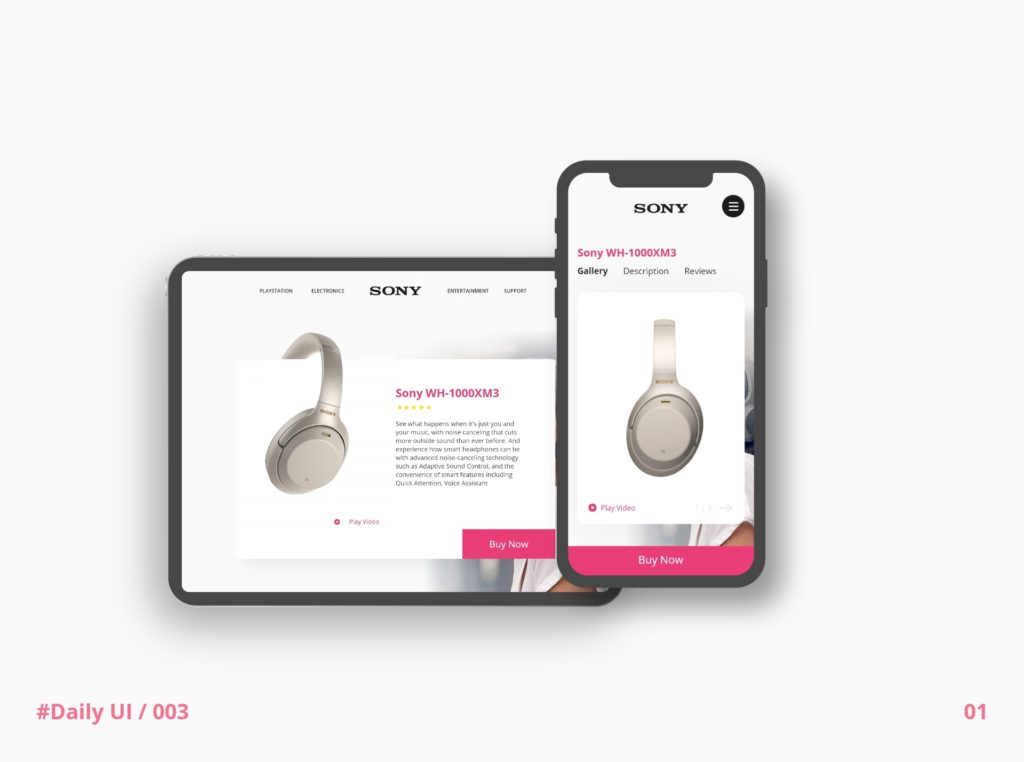 PLAYSTATION ELECTRONICS SONY ENTERTAINMENT SUPPORT
SONY
Sony WH-1000XM3
See what happens when it's just you and
your music, with noise canceling that cuts
more outside sound than ever before. And
experience how smart headphones can be
with advanced noise-canceling technology
such as Adaptive Sound Control, and the
convenience of smart features including
Quick Attention, Voice Assistant
Play Video
Buy Now
SONY
Sony WH-1000XM3
Gallery Description Reviews
SONY
Play Video 1 / 3
Buy Now
#Daily UI / 003
01